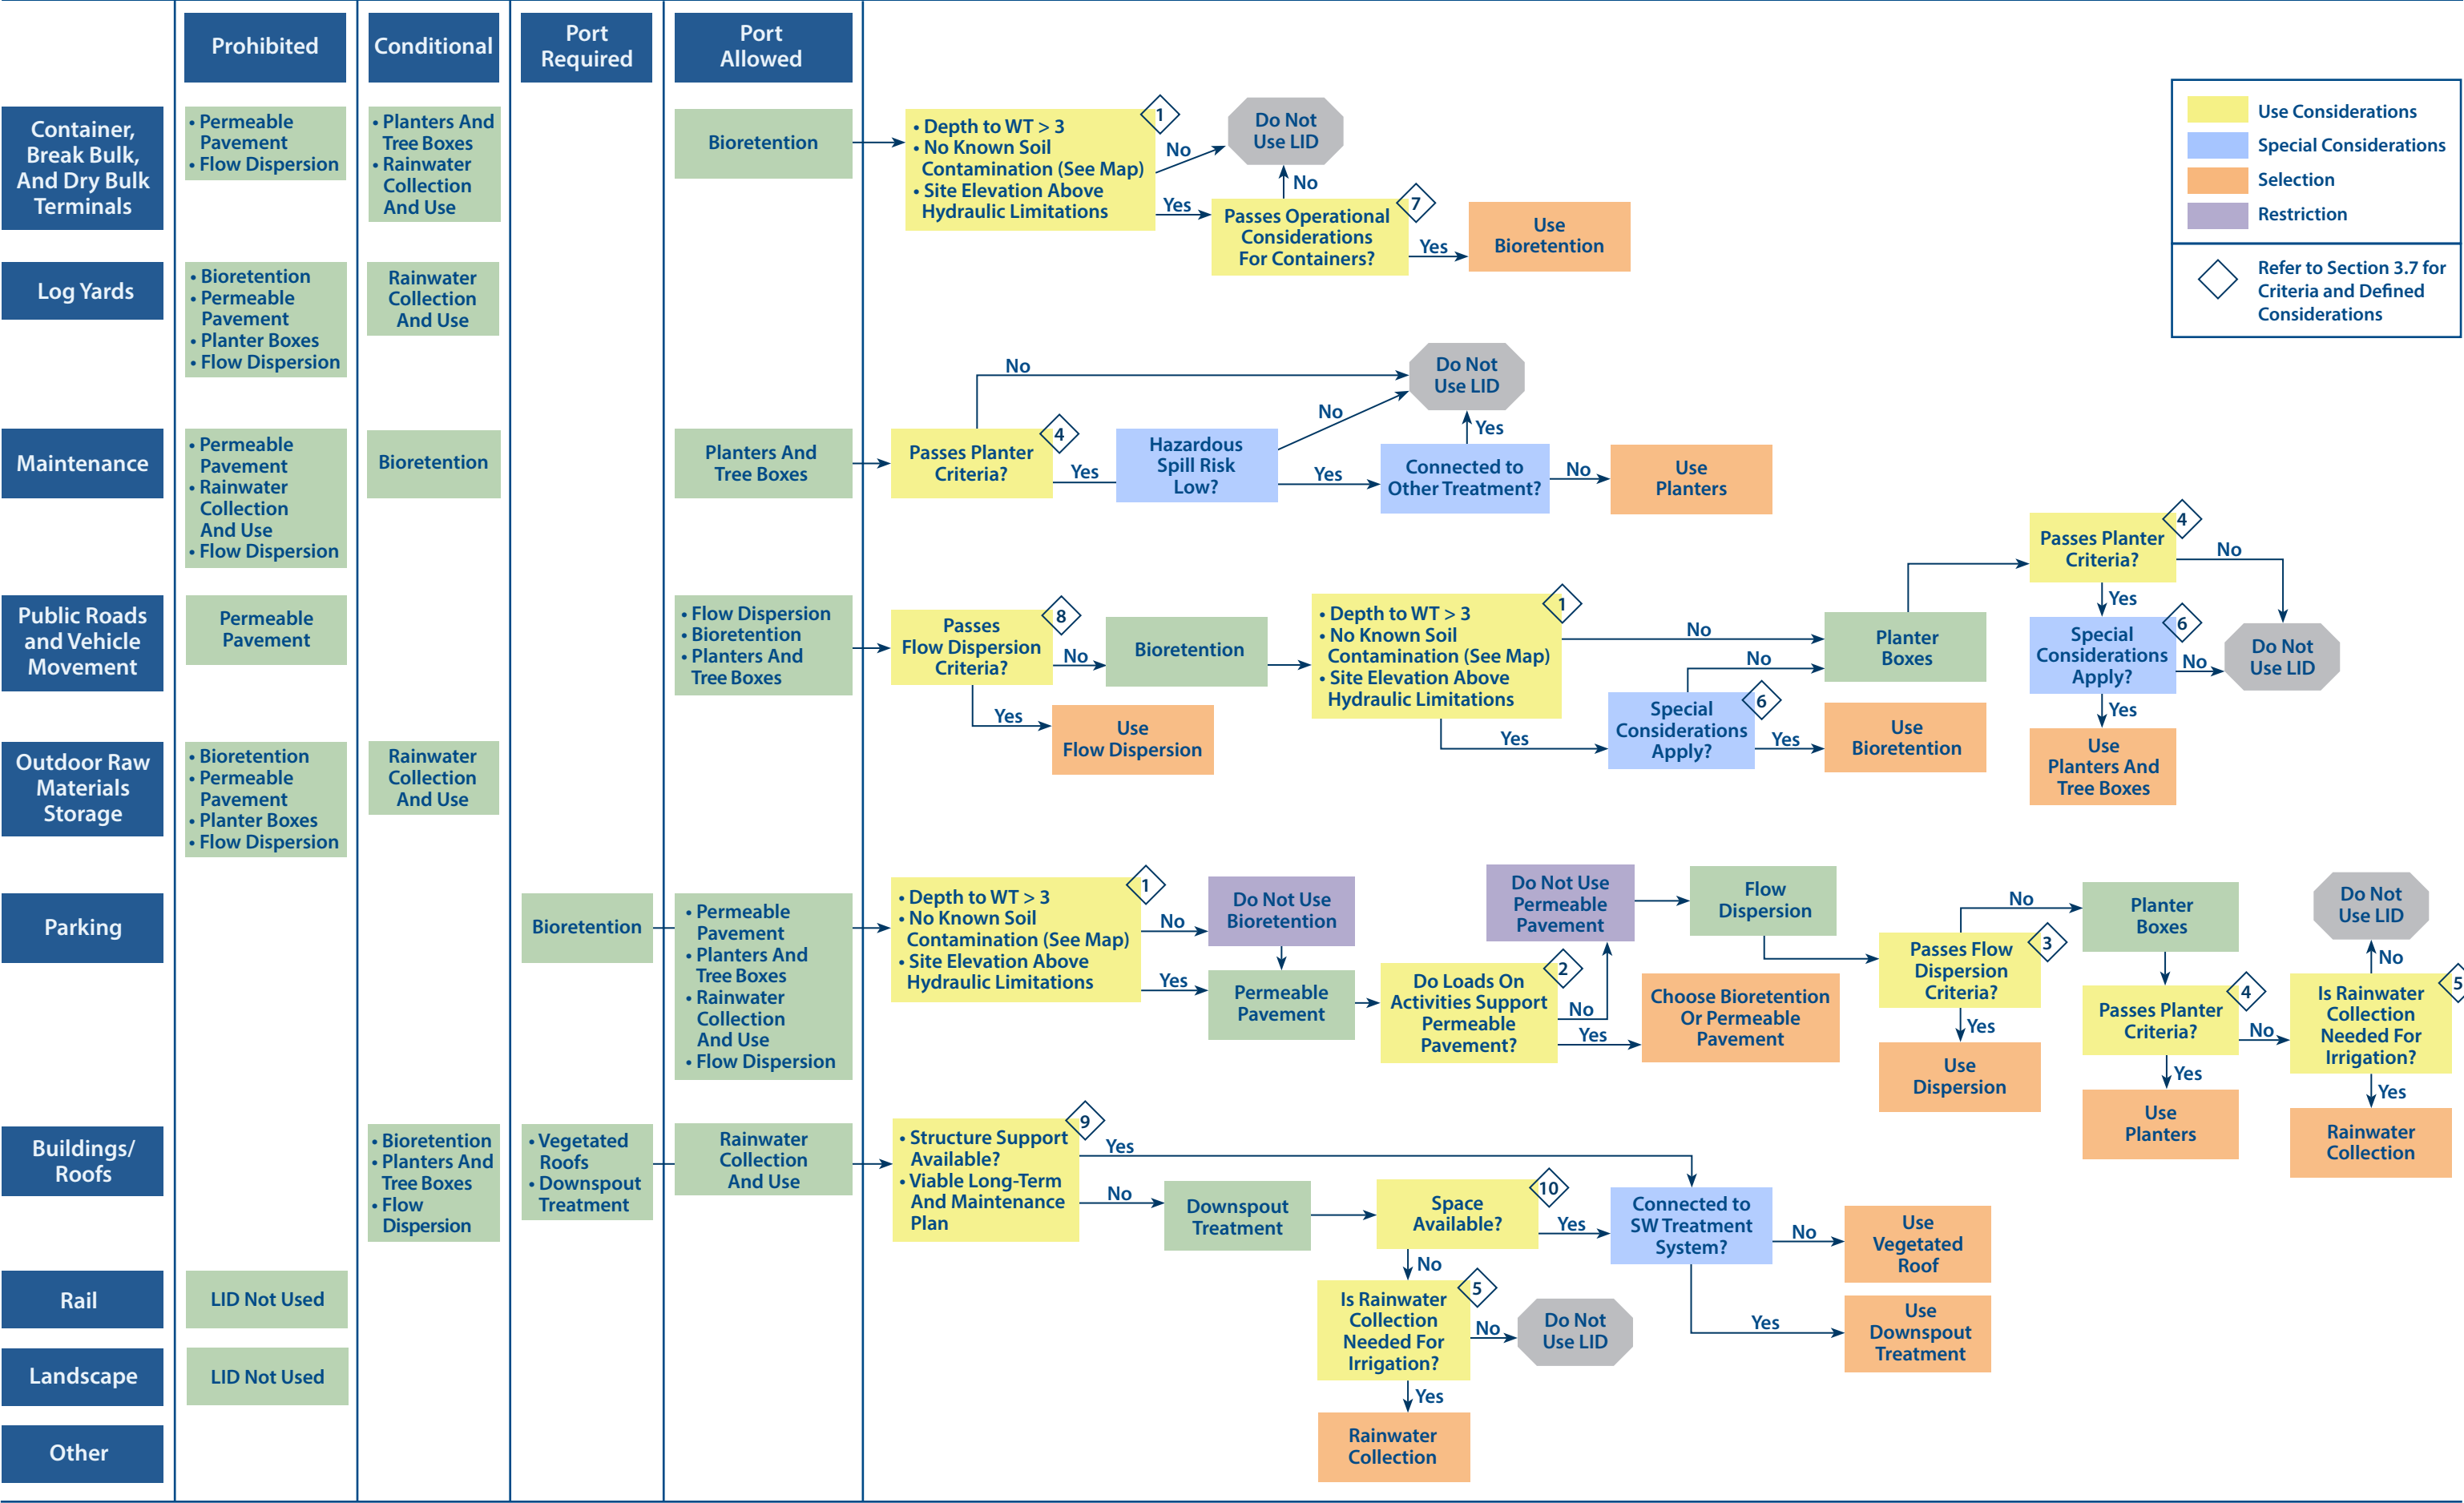 Prohibited
Conditional
Port
Required
Port
Allowed
Use Considerations
Special Considerations
Selection
Restriction
Refer to Section 3.7 for
Criteria and Defined
Considerations
Container,
Break Bulk,
And Dry Bulk
Terminals
• Permeable
Pavement
• Flow Dispersion
• Planters And
Tree Boxes
• Rainwater
Collection
And Use
Bioretention
• Depth to WT > 3
• No Known Soil
Contamination (See Map)
• Site Elevation Above
Hydraulic Limitations
1
No
Yes
Do Not
Use LID
No
Passes Operational
Considerations
For Containers?
7
Yes
Use
Bioretention
Log Yards
• Bioretention
• Permeable
Pavement
• Planter Boxes
• Flow Dispersion
Rainwater
Collection
And Use
Maintenance
• Permeable
Pavement
• Rainwater
Collection
And Use
• Flow Dispersion
Bioretention
Planters And
Tree Boxes
Passes Planter
Criteria?
4
No
Yes
Hazardous
Spill Risk
Low?
No
Yes
Do Not
Use LID
Yes
Connected to
Other Treatment?
No
Use
Planters
Public Roads
and Vehicle
Movement
Permeable
Pavement
• Flow Dispersion
• Bioretention
• Planters And
Tree Boxes
Passes
Flow Dispersion
Criteria?
8
No
Yes
Use
Flow Dispersion
Bioretention
• Depth to WT > 3
• No Known Soil
Contamination (See Map)
• Site Elevation Above
Hydraulic Limitations
1
No
Yes
Special
Considerations
Apply?
6
No
Yes
Planter
Boxes
Use
Bioretention
Passes Planter
Criteria?
4
No
Yes
Special
Considerations
Apply?
6
No
Yes
Do Not
Use LID
Use
Planters And
Tree Boxes
Outdoor Raw
Materials
Storage
• Bioretention
• Permeable
Pavement
• Planter Boxes
• Flow Dispersion
Rainwater
Collection
And Use
Parking
Bioretention
• Permeable
Pavement
• Planters And
Tree Boxes
• Rainwater
Collection
And Use
• Flow Dispersion
• Depth to WT > 3
• No Known Soil
Contamination (See Map)
• Site Elevation Above
Hydraulic Limitations
1
No
Yes
Do Not Use
Bioretention
Permeable
Pavement
Do Loads On
Activities Support
Permeable
Pavement?
2
No
Yes
Do Not Use
Permeable
Pavement
Choose Bioretention
Or Permeable
Pavement
Flow
Dispersion
Passes Flow
Dispersion
Criteria?
3
No
Yes
Use
Dispersion
Planter
Boxes
Passes Planter
Criteria?
4
No
Yes
Use
Planters
Do Not
Use LID
No
Is Rainwater
Collection
Needed For
Irrigation?
5
Yes
Rainwater
Collection
Buildings/
Roofs
• Bioretention
• Planters And
Tree Boxes
• Flow
Dispersion
• Vegetated
Roofs
• Downspout
Treatment
Rainwater
Collection
And Use
• Structure Support
Available?
• Viable Long-Term
And Maintenance
Plan
9
Yes
No
Downspout
Treatment
Space
Available?
10
Yes
No
Connected to
SW Treatment
System?
No
Yes
Use
Vegetated
Roof
Use
Downspout
Treatment
Is Rainwater
Collection
Needed For
Irrigation?
5
No
Do Not
Use LID
Yes
Rainwater
Collection
Rail
LID Not Used
Landscape
LID Not Used
Other